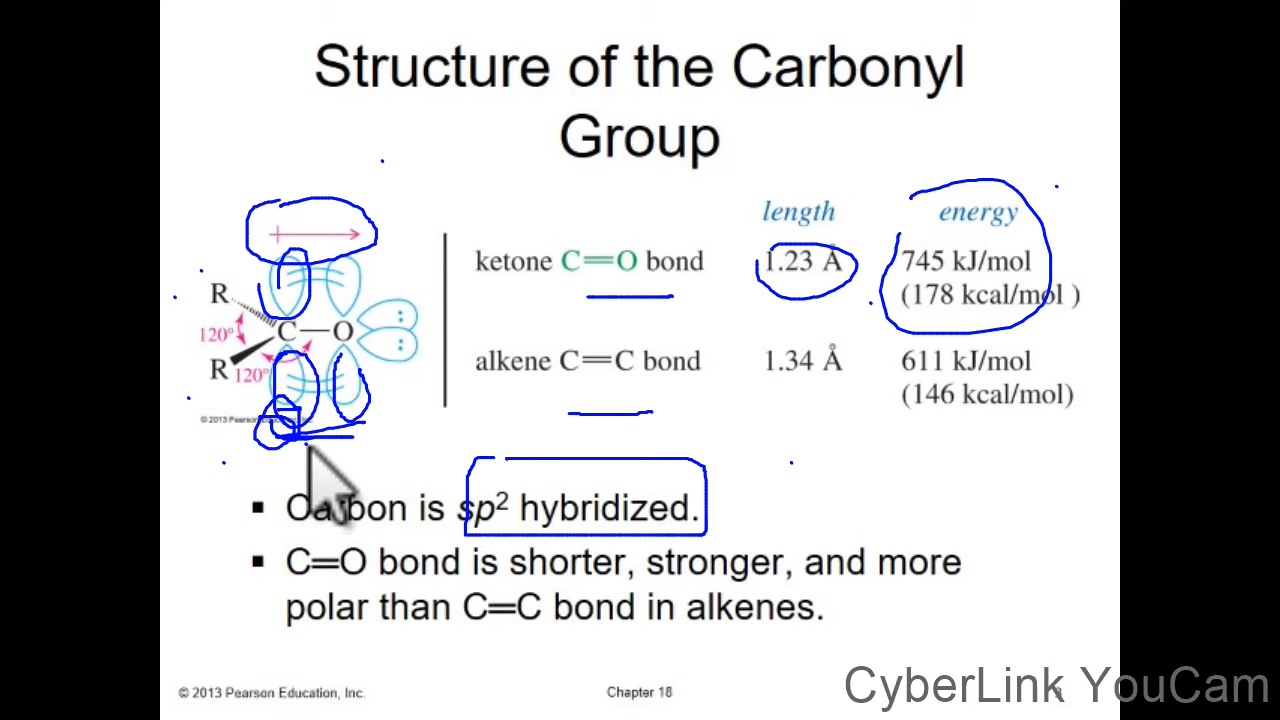 Structure of the Carbonyl
Group
length energy
ketone C=O bond 1.23 Å 745 kJ/mol
(178 kcal/mol )
R
120°
C—O
R 120°
alkene C=C bond 1.34 Å 611 kJ/mol
(146 kcal/mol)
© 2013 Pearson Education, Inc.
▪ Carbon is sp² hybridized.
▪ C=O bond is shorter, stronger, and more
polar than C=C bond in alkenes.
© 2013 Pearson Education, Inc. Chapter 18
CyberLink YouCam